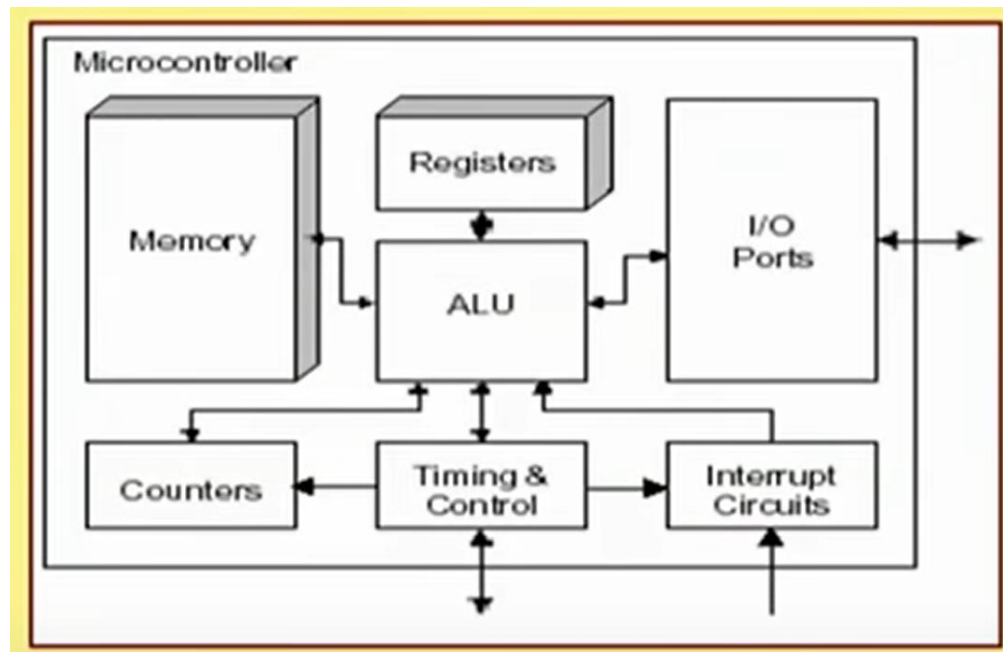 Microcontroller
Memory
Registers
I/O
Ports
ALU
Counters
Timing &
Control
Interrupt
Circuits